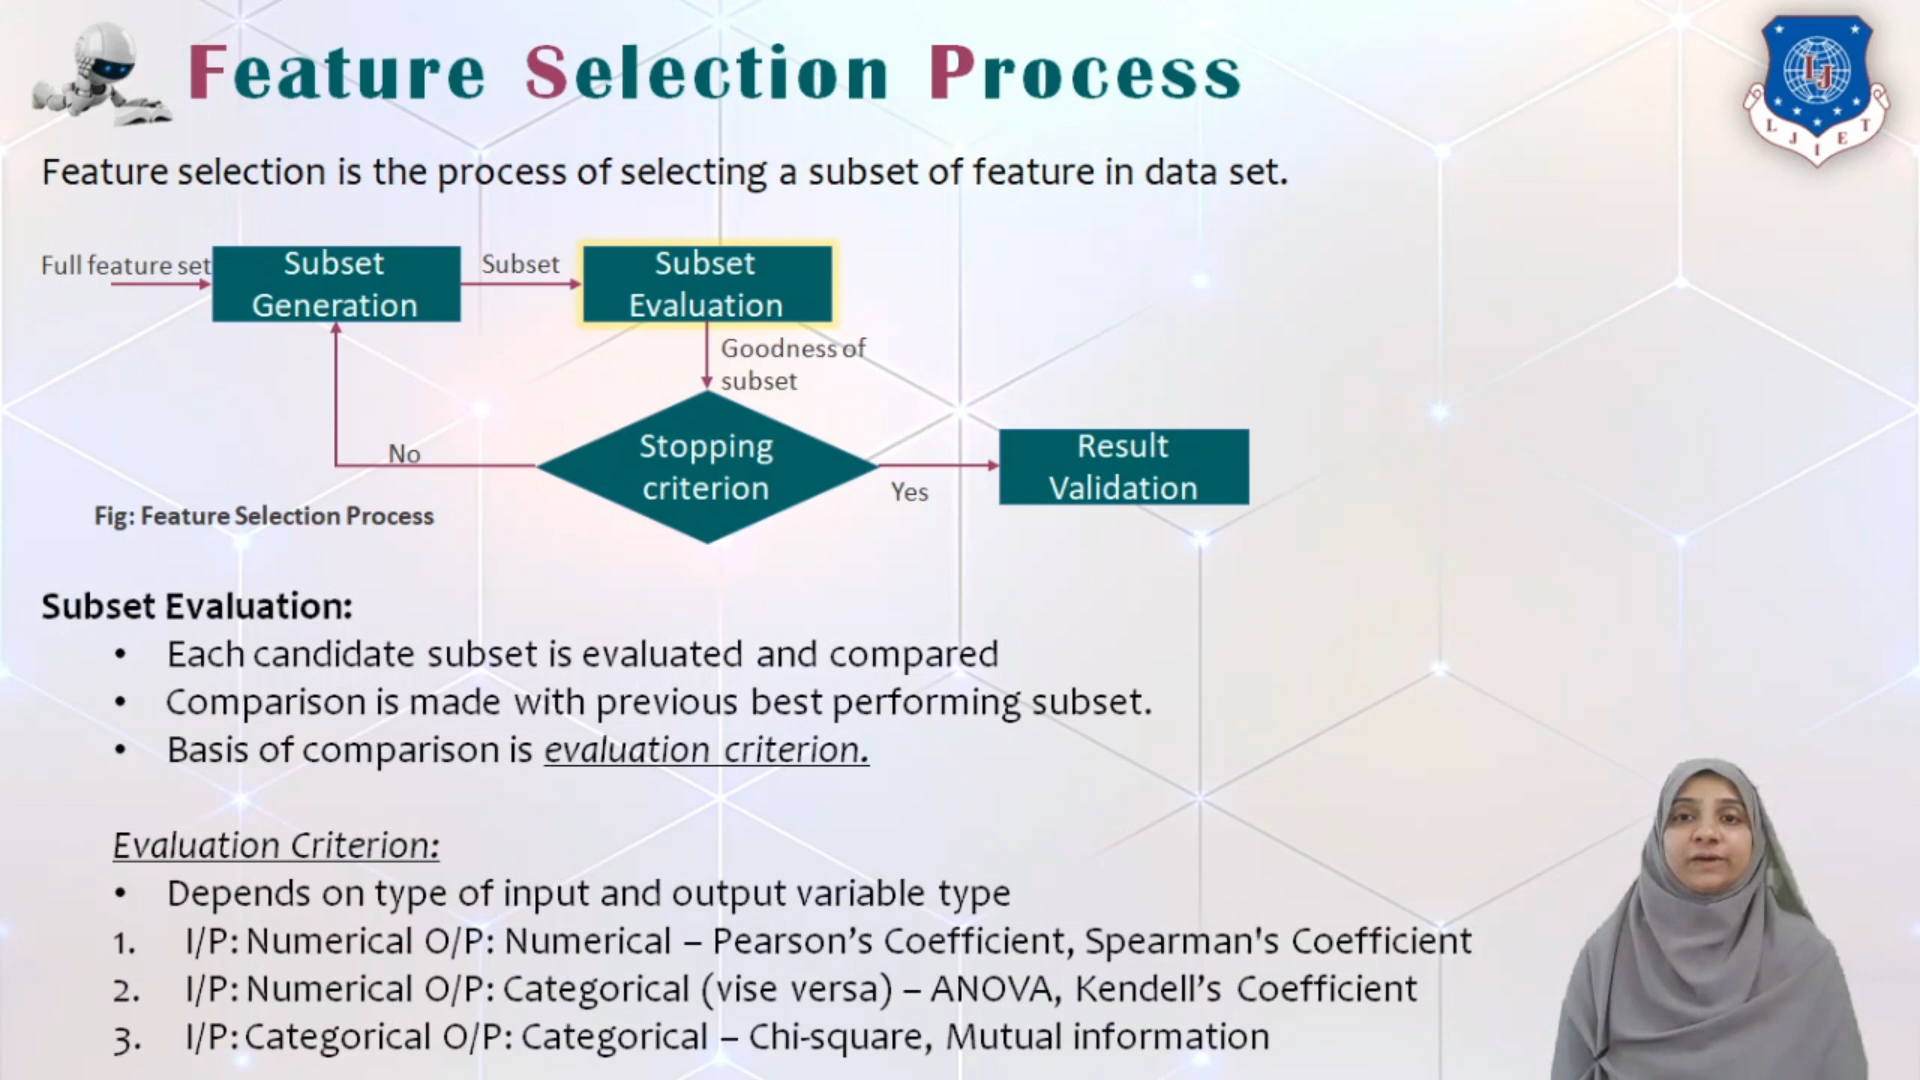 Feature Selection Process
LJ
L J I E T
Feature selection is the process of selecting a subset of feature in data set.
Full feature set
Subset
Generation
Subset
Subset
Evaluation
Goodness of
subset
Stopping
criterion
No
Yes
Result
Validation
Fig: Feature Selection Process
Subset Evaluation:
• Each candidate subset is evaluated and compared
• Comparison is made with previous best performing subset.
• Basis of comparison is evaluation criterion.
Evaluation Criterion:
• Depends on type of input and output variable type
1. I/P: Numerical O/P: Numerical – Pearson’s Coefficient, Spearman's Coefficient
2. I/P: Numerical O/P: Categorical (vise versa) – ANOVA, Kendell’s Coefficient
3. I/P: Categorical O/P: Categorical – Chi-square, Mutual information